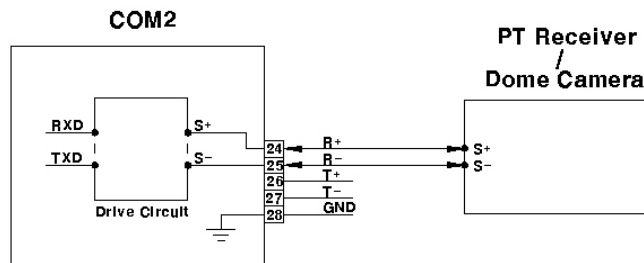 COM2
PT Receiver
/
Dome Camera
RXD
S+
TXD
S-
Drive Circuit
24
25
26
27
28
R+
R-
T+
T-
GND
S+
S-